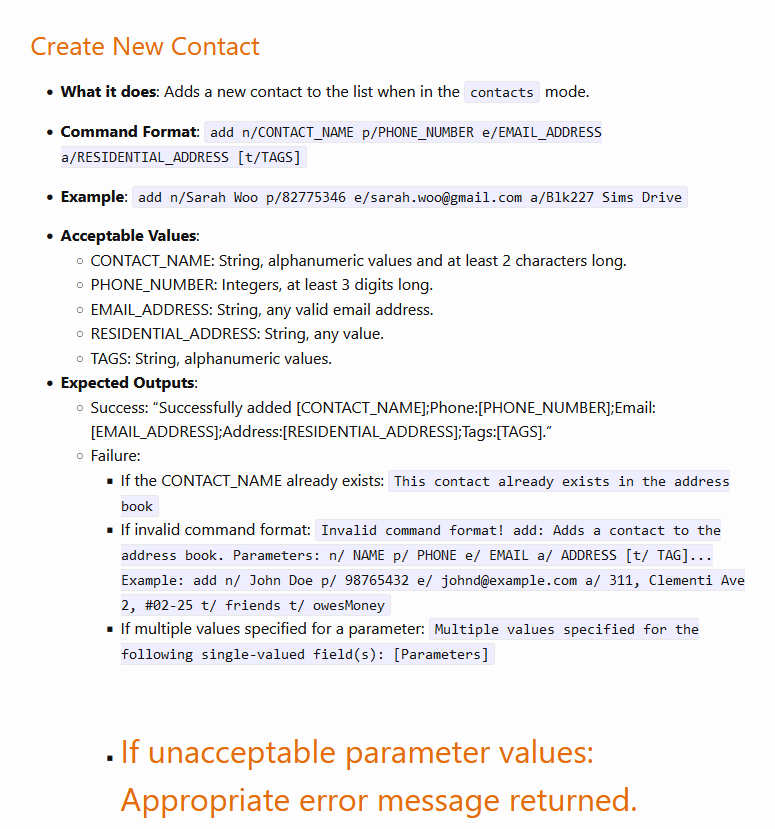 Create New Contact
What it does: Adds a new contact to the list when in the contacts mode.
Command Format: add n/CONTACT_NAME p/PHONE_NUMBER e/EMAIL_ADDRESS
a/RESIDENTIAL_ADDRESS [t/TAGS]
Example: add n/Sarah Woo p/82775346 e/sarah.woo@gmail.com a/Blk227 Sims Drive
Acceptable Values:
CONTACT_NAME: String, alphanumeric values and at least 2 characters long.
PHONE_NUMBER: Integers, at least 3 digits long.
EMAIL_ADDRESS: String, any valid email address.
RESIDENTIAL_ADDRESS: String, any value.
TAGS: String, alphanumeric values.
Expected Outputs:
Success: “Successfully added [CONTACT_NAME];Phone:[PHONE_NUMBER];Email:
[EMAIL_ADDRESS];Address:[RESIDENTIAL_ADDRESS];Tags:[TAGS].”
Failure:
If the CONTACT_NAME already exists: This contact already exists in the address
book
If invalid command format: Invalid command format! add: Adds a contact to the
address book. Parameters: n/ NAME p/ PHONE e/ EMAIL a/ ADDRESS [t/ TAG]...
Example: add n/ John Doe p/ 98765432 e/ johnd@example.com a/ 311, Clementi Ave
2, #02-25 t/ friends t/ owesMoney
If multiple values specified for a parameter: Multiple values specified for the
following single-valued field(s): [Parameters]
If unacceptable parameter values:
Appropriate error message returned.